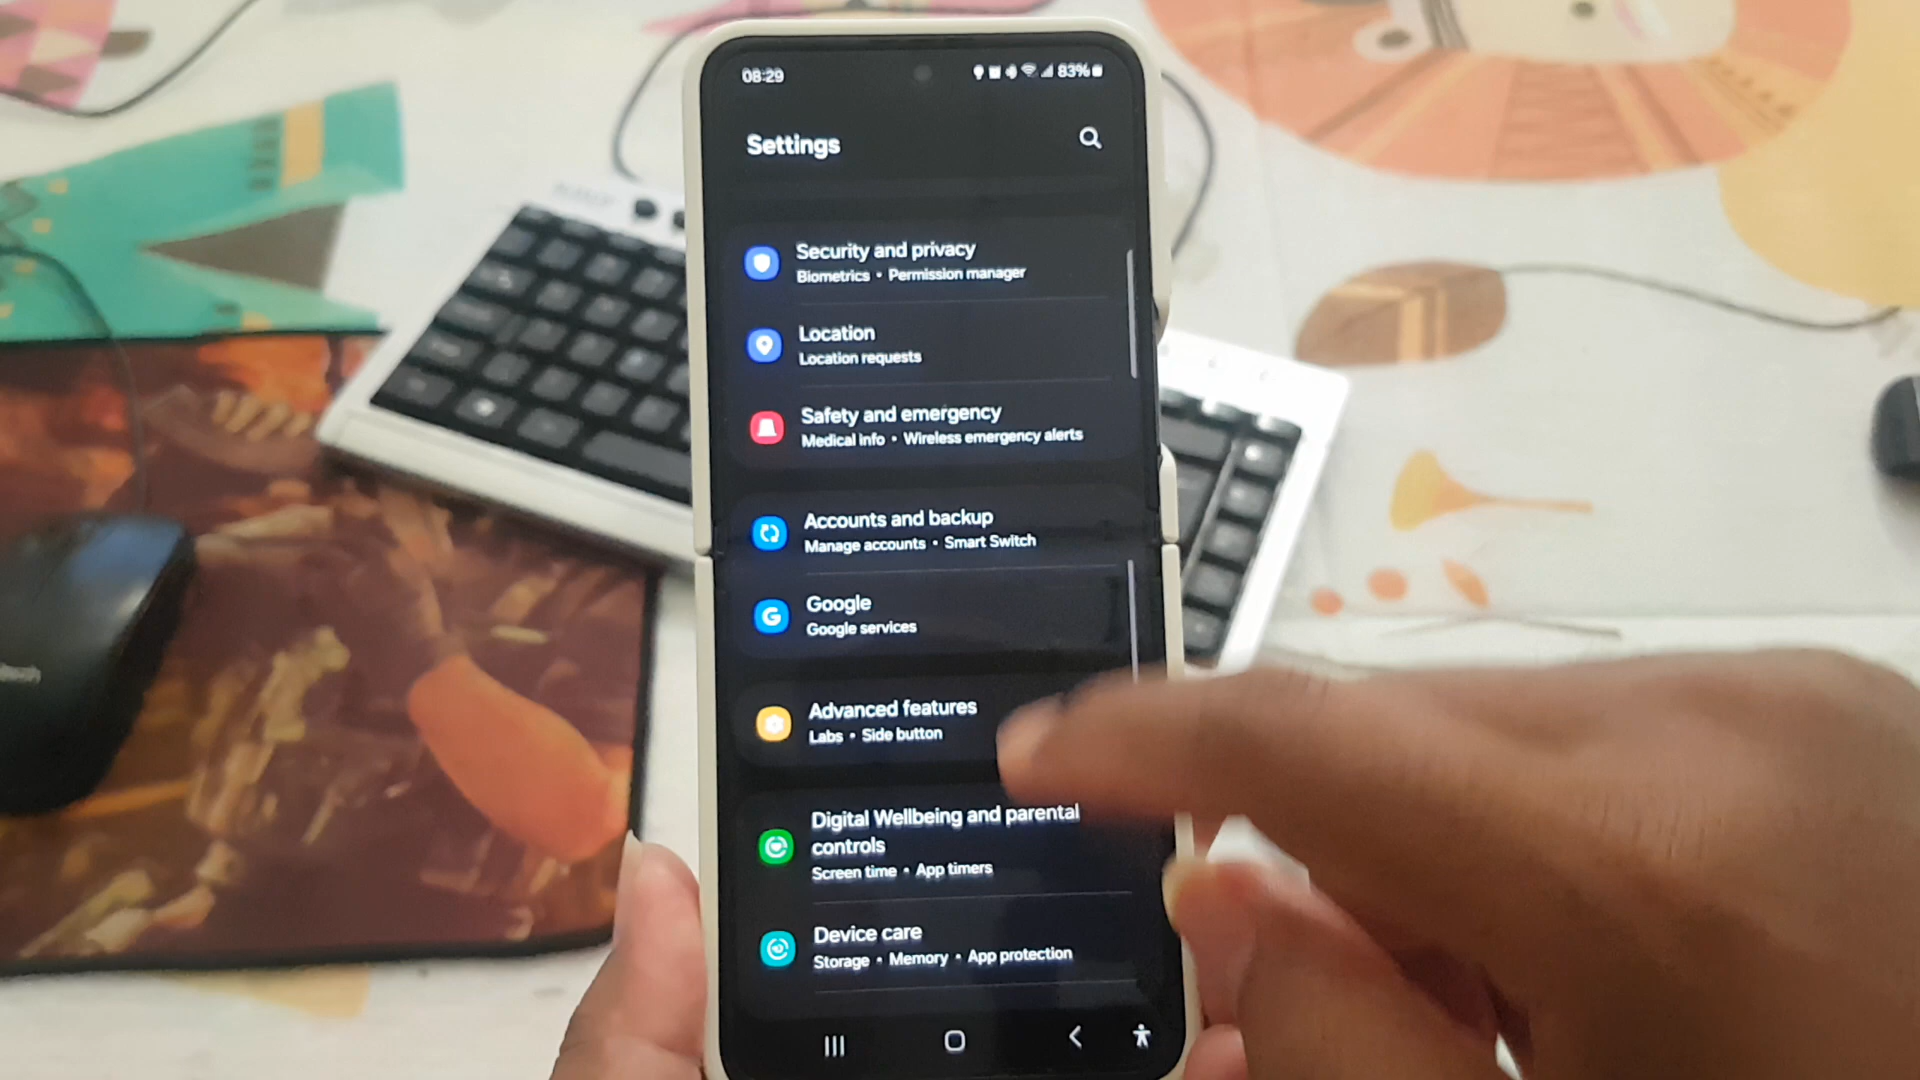 08:29
83%
Settings
Security and privacy
Biometrics • Permission manager
Location
Location requests
Safety and emergency
Medical info • Wireless emergency alerts
Accounts and backup
Manage accounts • Smart Switch
Google
Google services
Advanced features
Labs • Side button
Digital Wellbeing and parental
controls
Screen time • App timers
Device care
Storage • Memory • App protection